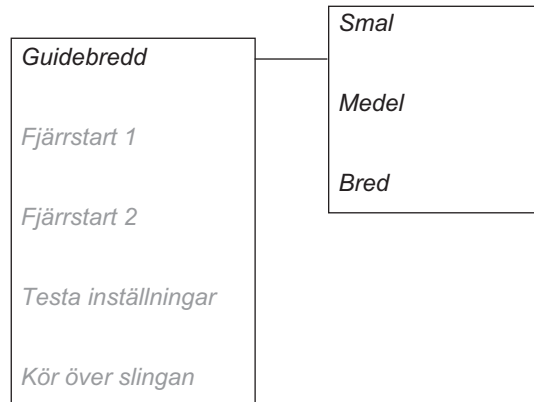 Guidebredd
Fjärrstart 1
Fjärrstart 2
Testa inställningar
Kör över slingan
Smal
Medel
Bred